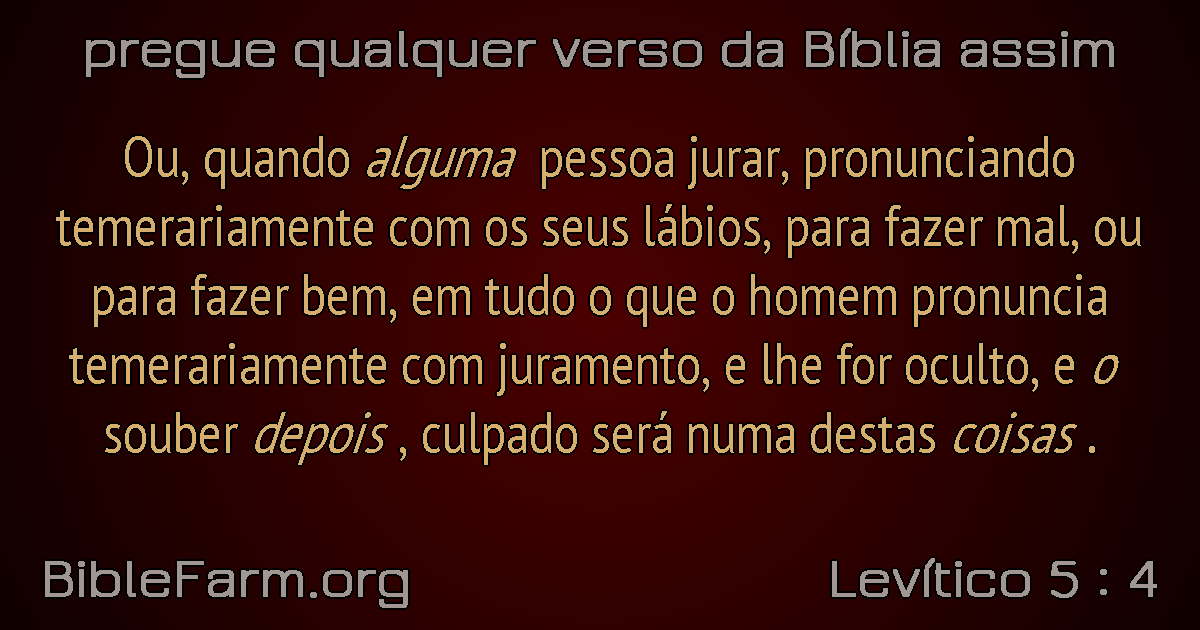 pregue qualquer verso da Bíblia assim
Ou, quando alguma pessoa jurar, pronunciando
temerariamente com os seus lábios, para fazer mal, ou
para fazer bem, em tudo o que o homem pronuncia
temerariamente com juramento, e lhe for oculto, e o
souber depois , culpado será numa destas coisas .
BibleFarm.org
Levítico 5 : 4